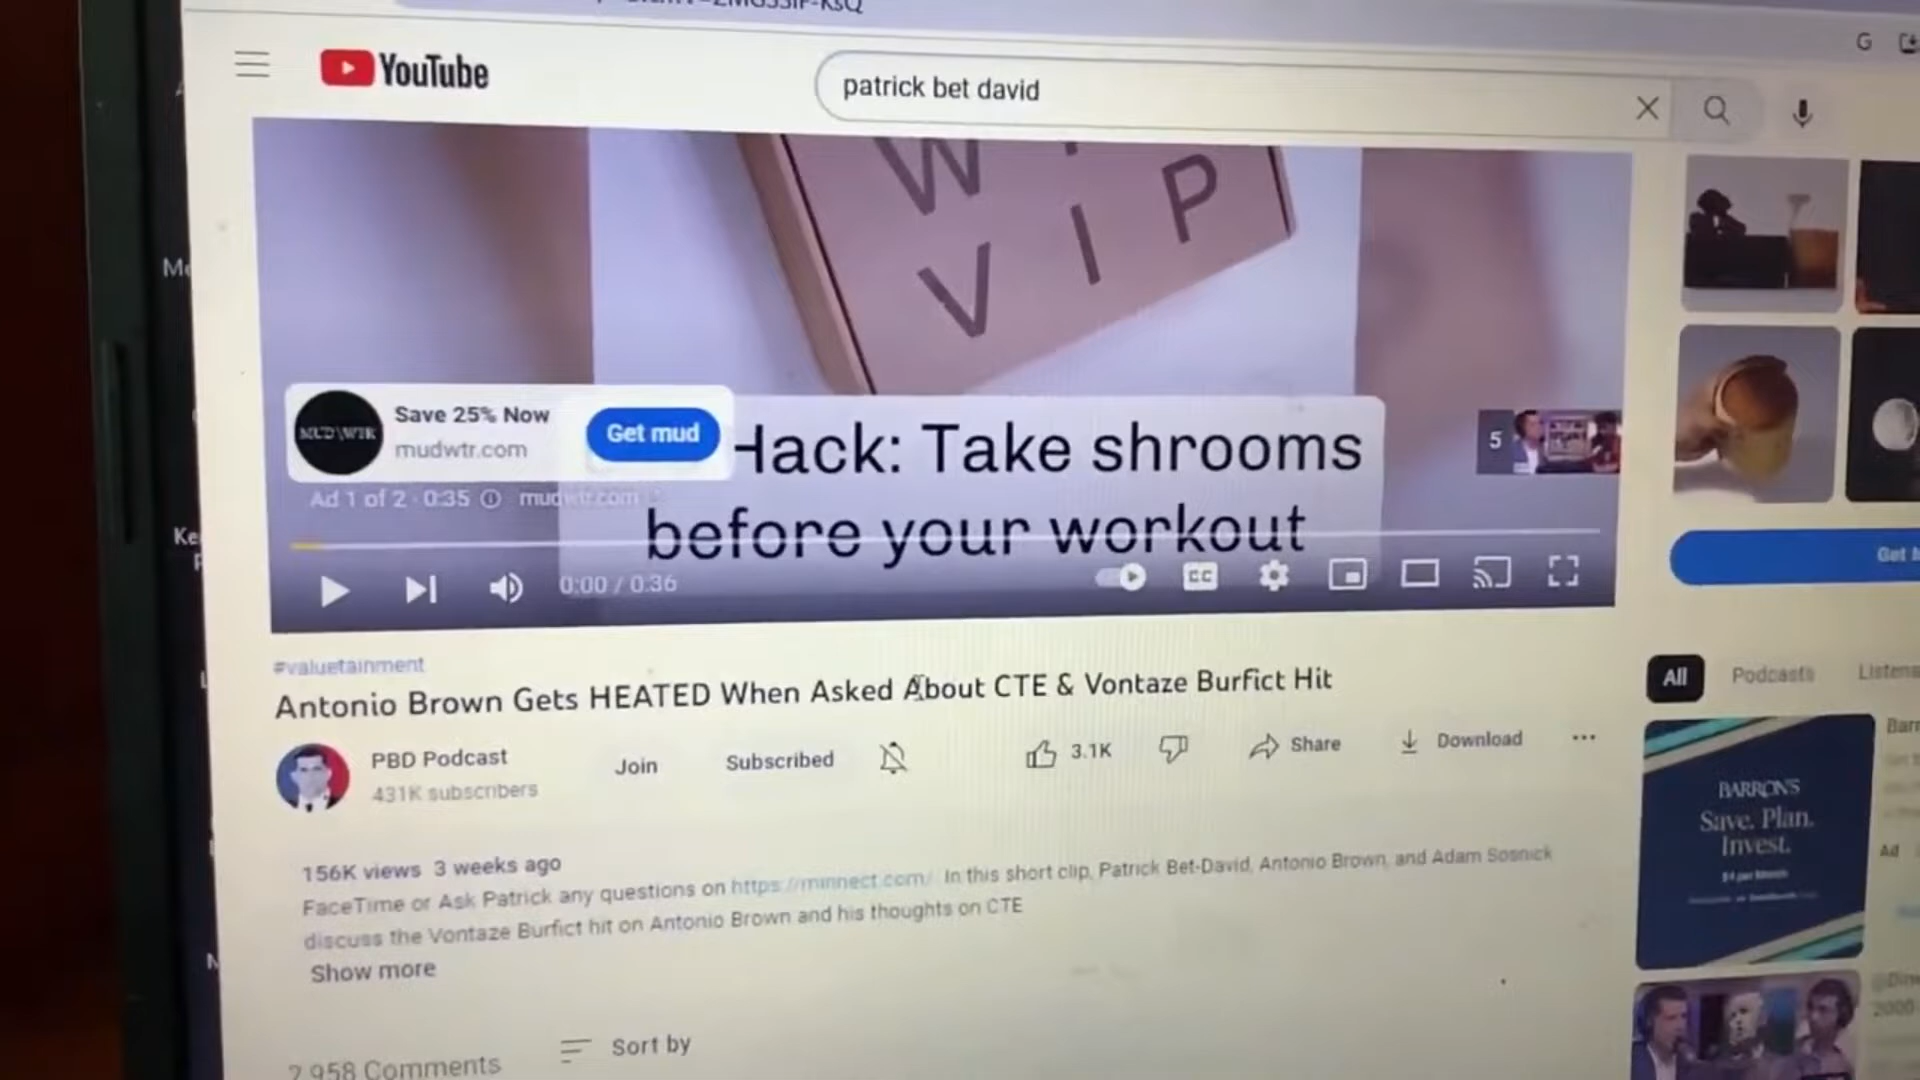 YouTube
patrick bet david
G
W
V I P
MUD\WTR
Save 25% Now
mudwtr.com
Get mud
Hack: Take shrooms
before your workout
5
Ad 1 of 2 · 0:35
mudwtr.com
0:00 / 0:36
CC
#valuetainment
Antonio Brown Gets HEATED When Asked About CTE & Vontaze Burfict Hit
PBD Podcast
431K subscribers
Join
Subscribed
3.1K
Share
Download
156K views 3 weeks ago
FaceTime or Ask Patrick any questions on https://minnect.com/ In this short clip, Patrick Bet-David, Antonio Brown, and Adam Sosnick
discuss the Vontaze Burfict hit on Antonio Brown and his thoughts on CTE
Show more
2,958 Comments
Sort by
Get
All
Podcasts
BARRON'S
Save. Plan.
Invest.
Ad